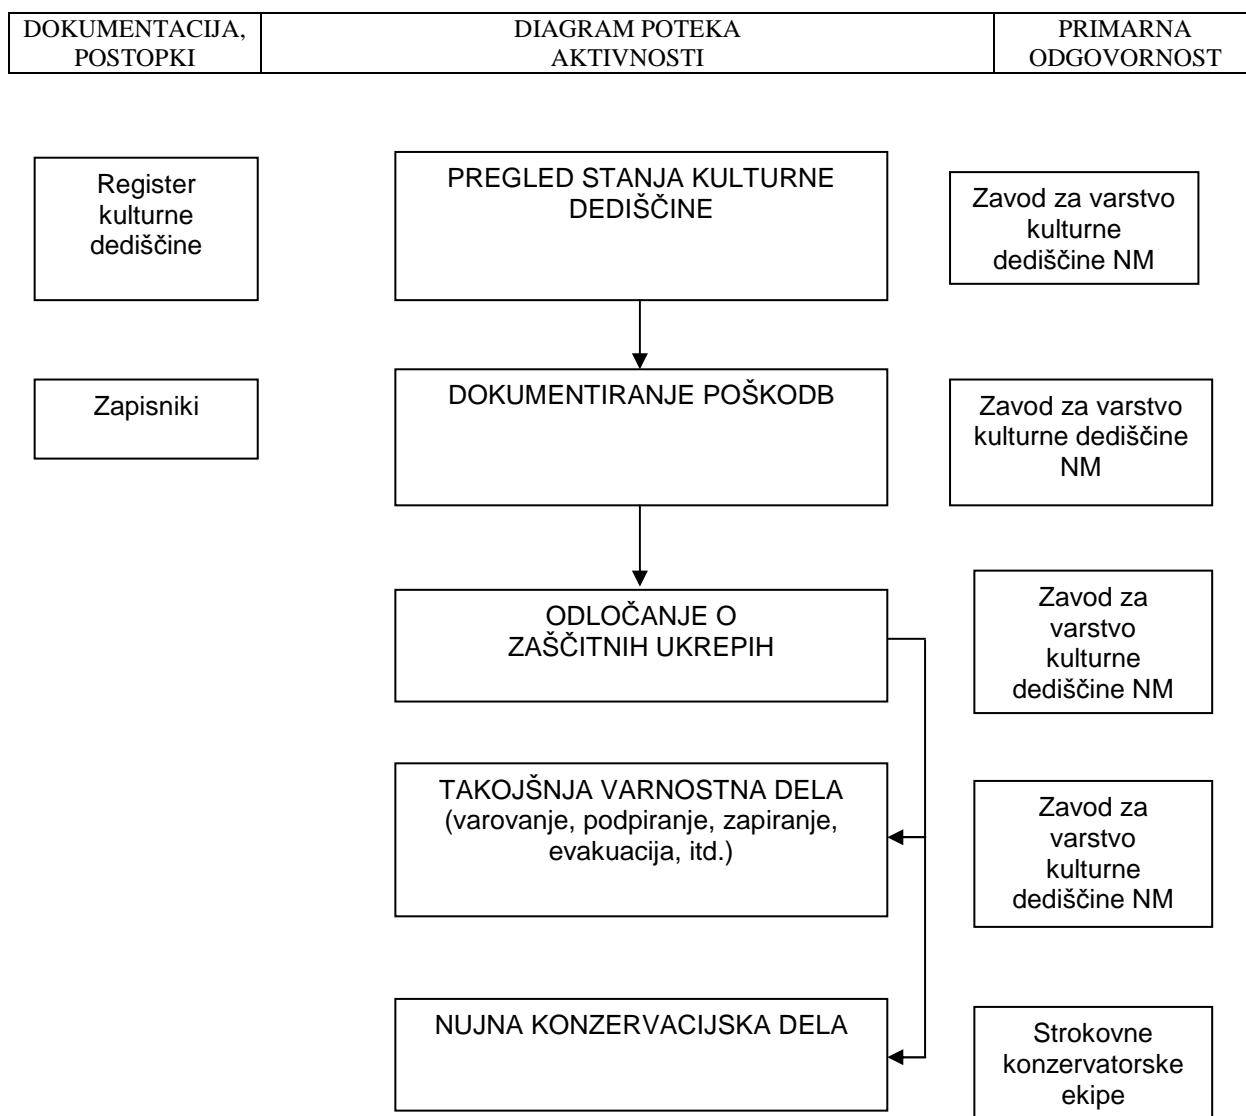 DOKUMENTACIJA,
POSTOPKI
DIAGRAM POTEKA
AKTIVNOSTI
PRIMARNA
ODGOVORNOST
Register
kulturne
dediščine
PREGLED STANJA KULTURNE
DEDIŠČINE
Zavod za varstvo
kulturne
dediščine NM
Zapisniki
DOKUMENTIRANJE POŠKODB
Zavod za varstvo
kulturne dediščine
NM
ODLOČANJE O
ZAŠČITNIH UKREPIH
Zavod za
varstvo
kulturne
dediščine NM
TAKOJŠNJA VARNOSTNA DELA
(varovanje, podpiranje, zapiranje,
evakuacija, itd.)
Zavod za
varstvo
kulturne
dediščine NM
NUJNA KONZERVACIJSKA DELA
Strokovne
konzervatorske
ekipe